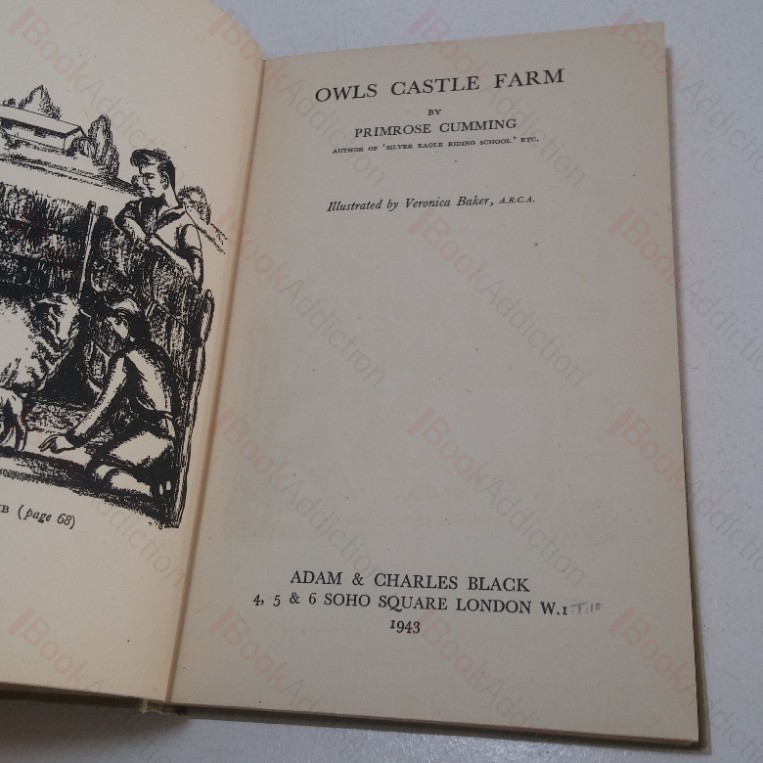 OWLS CASTLE FARM
BY
PRIMROSE CUMMING
AUTHOR OF 'SILVER EAGLE RIDING SCHOOL' ETC.
Illustrated by Veronica Baker, A.R.C.A.
(page 68)
ADAM & CHARLES BLACK
4, 5 & 6 SOHO SQUARE LONDON W.1
1943
BookAddiction